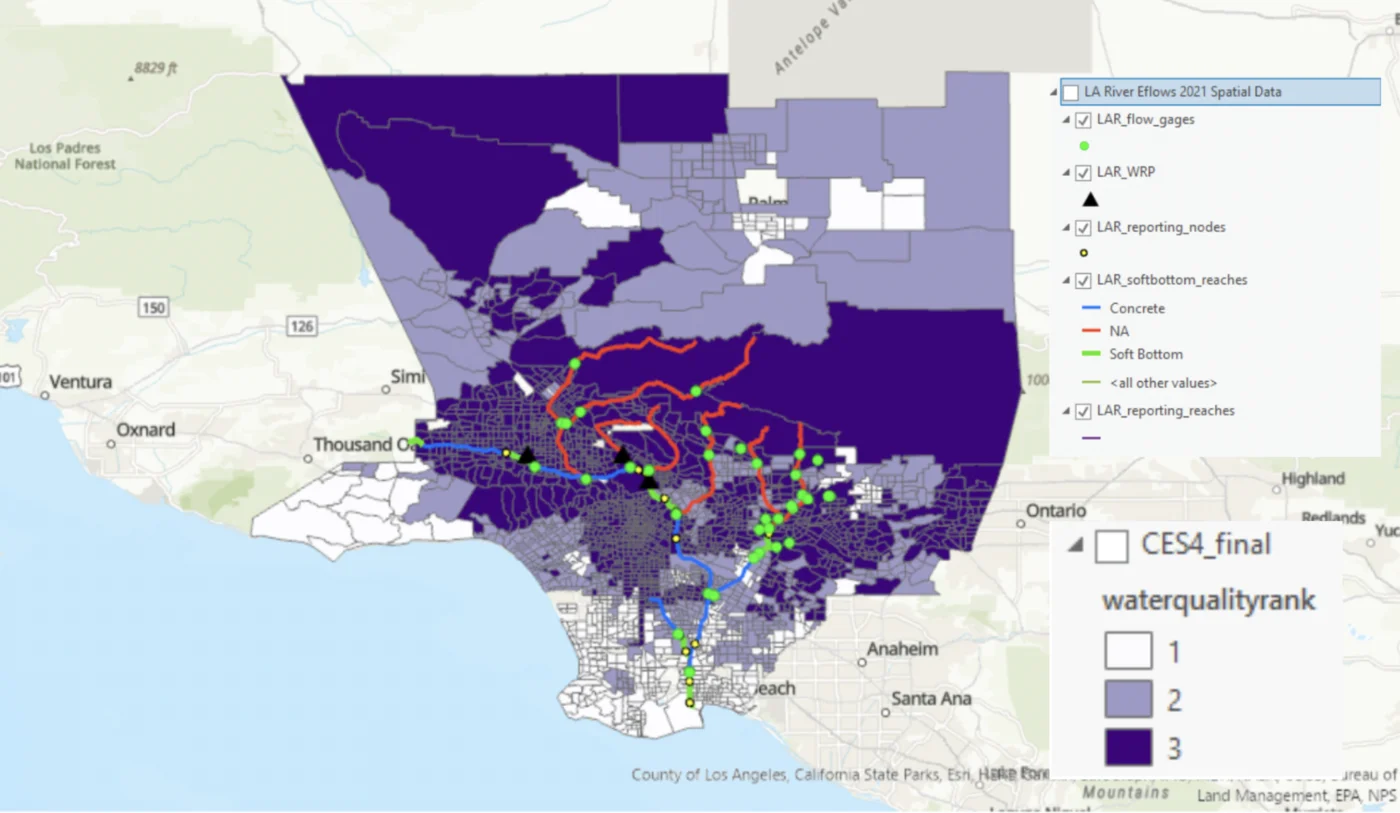 Antelope Va
8829 ft
Los Padres
National Forest
150
126
101
Ventura
Simi
Oxnard
Thousand O
Palm
100
Highland
Ontario
Redlands
Yuc
Anaheim
each
Santa Ana
LA River Eflows 2021 Spatial Data
LAR_flow_gages
LAR_WRP
LAR_reporting_nodes
LAR_softbottom_reaches
Concrete
NA
Soft Bottom
<all other values>
LAR_reporting_reaches
CES4_final
waterqualityrank
1
2
3
County of Los Angeles, California State Parks, Esri,
ureau of
Mountains
Land Management, EPA, NPS